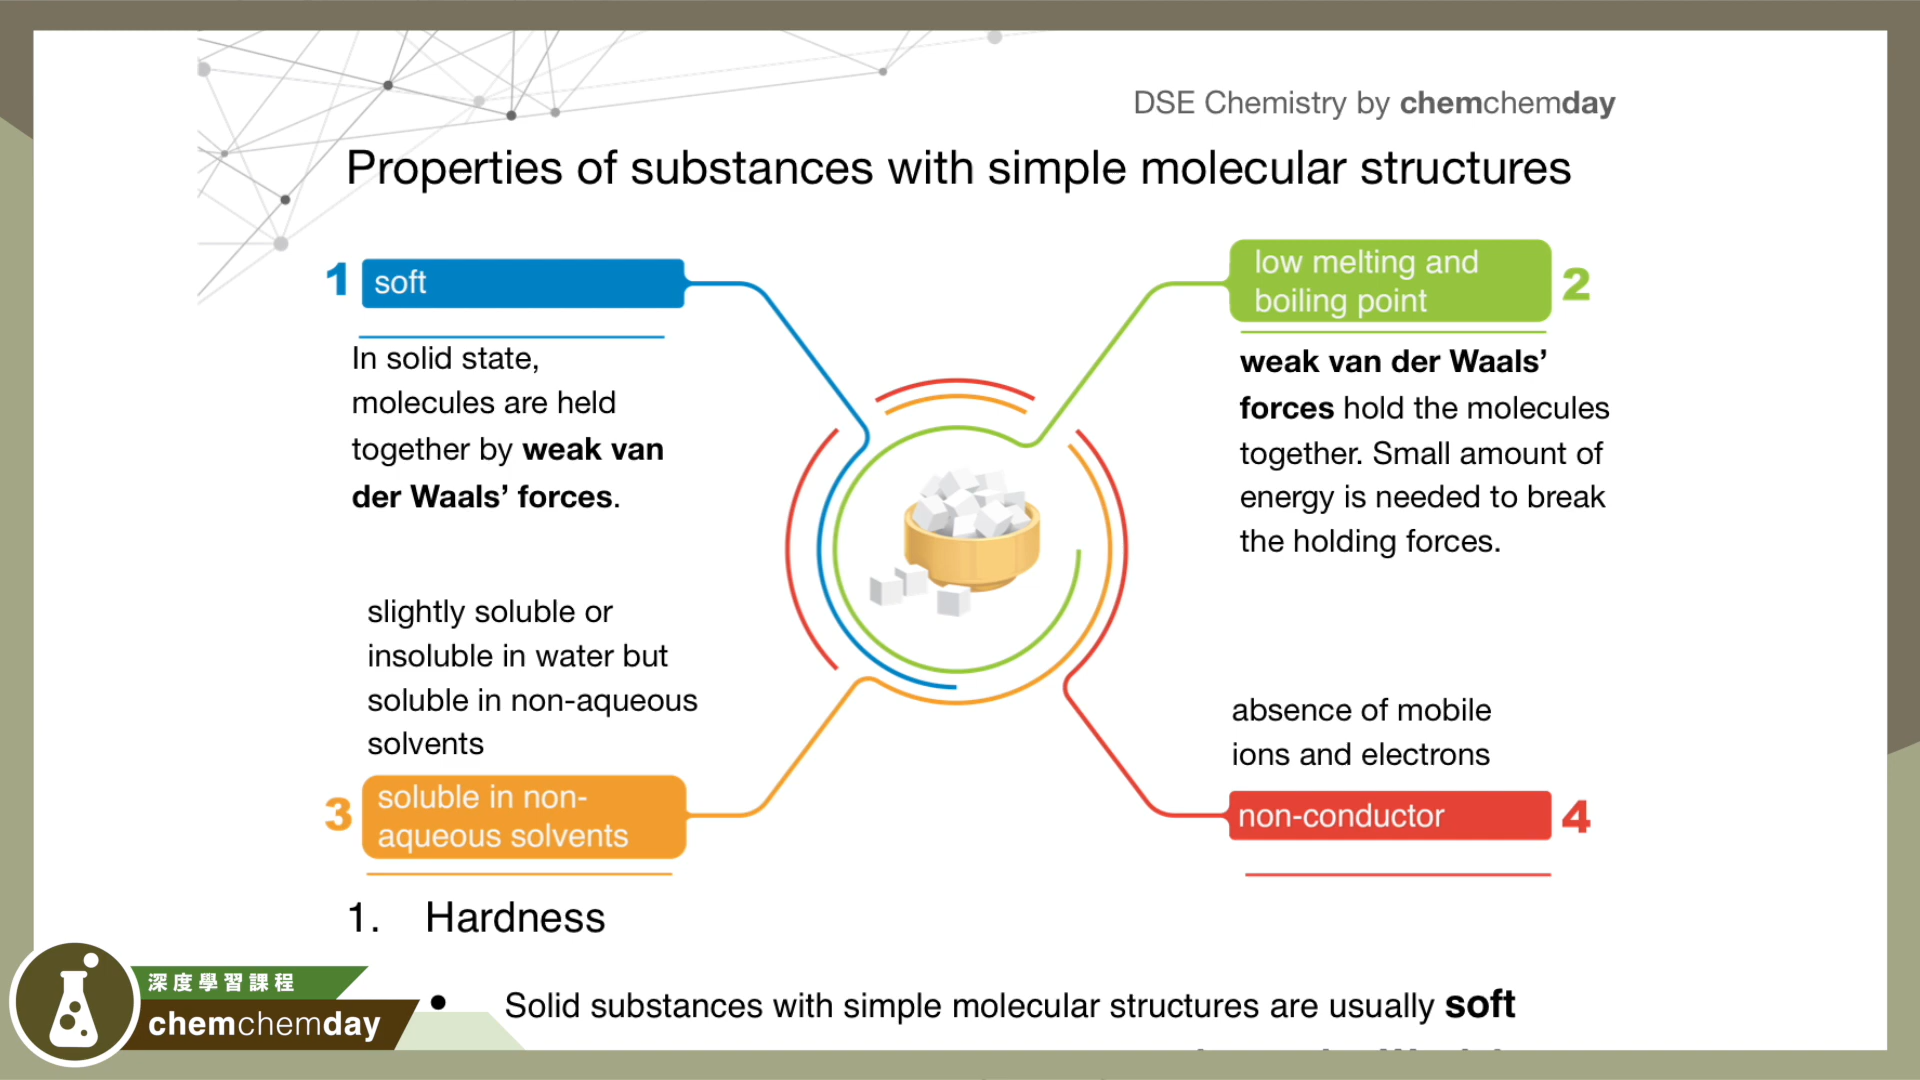 DSE Chemistry by chemchemday
Properties of substances with simple molecular structures
1 soft
In solid state,
molecules are held
together by weak van
der Waals’ forces.
low melting and
boiling point
2
weak van der Waals’
forces hold the molecules
together. Small amount of
energy is needed to break
the holding forces.
slightly soluble or
insoluble in water but
soluble in non-aqueous
solvents
3
soluble in non-
aqueous solvents
absence of mobile
ions and electrons
non-conductor 4
1. Hardness
• Solid substances with simple molecular structures are usually soft
深度學習課程
chemchemday